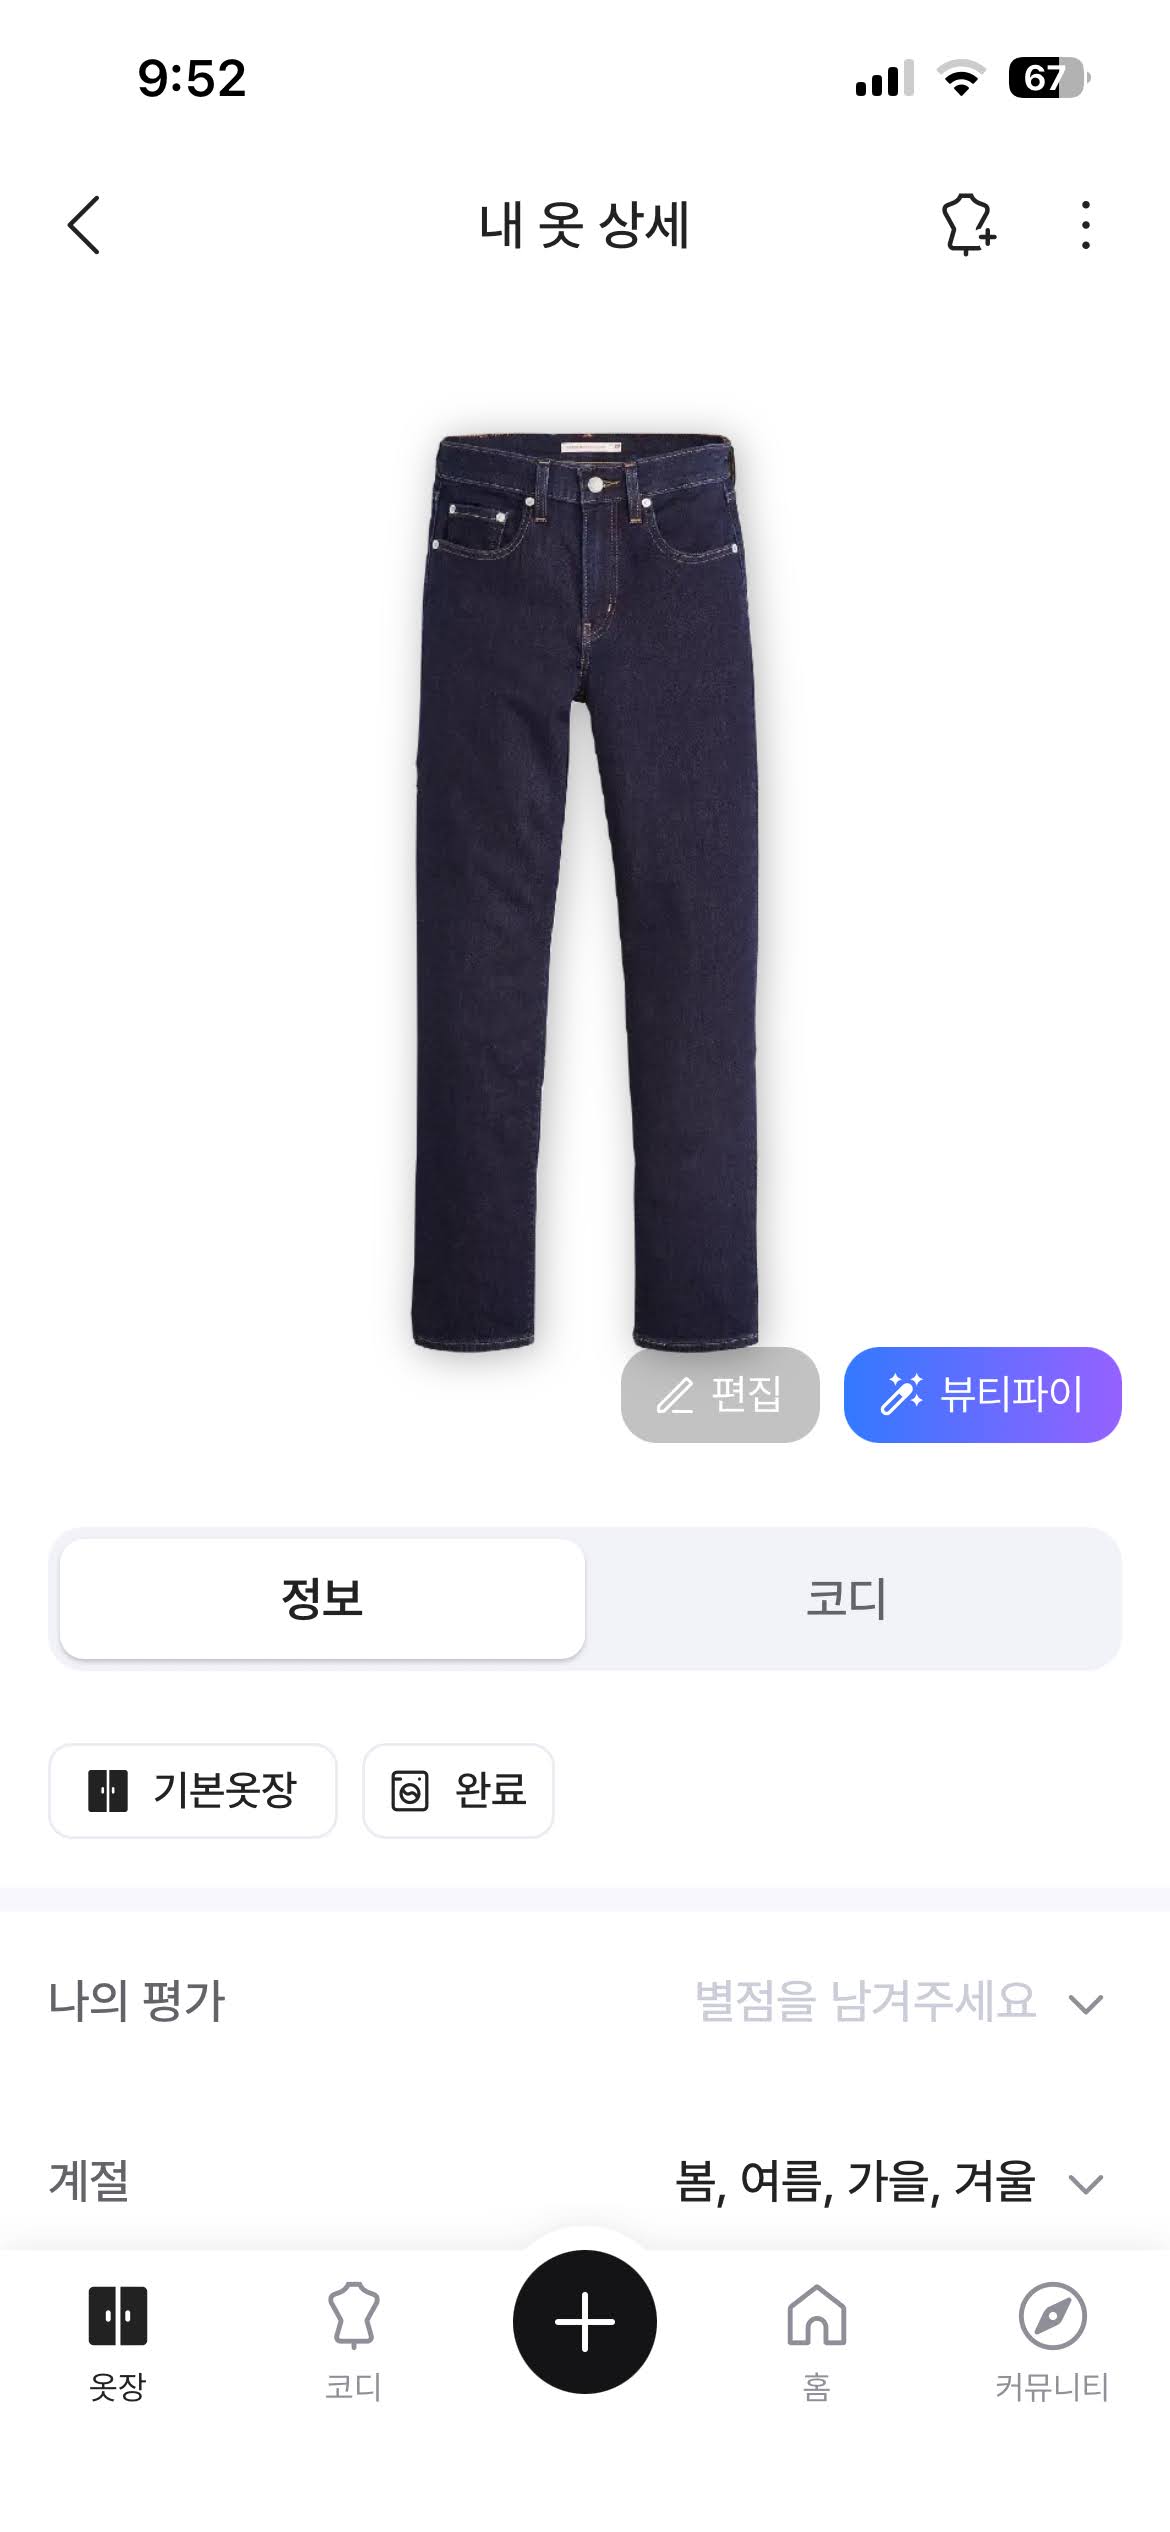 9:52
67
내 옷 상세
편집
뷰티파이
정보
코디
기본옷장
완료
나의 평가
별점을 남겨주세요
계절
봄, 여름, 가을, 겨울
옷장
코디
홈
커뮤니티